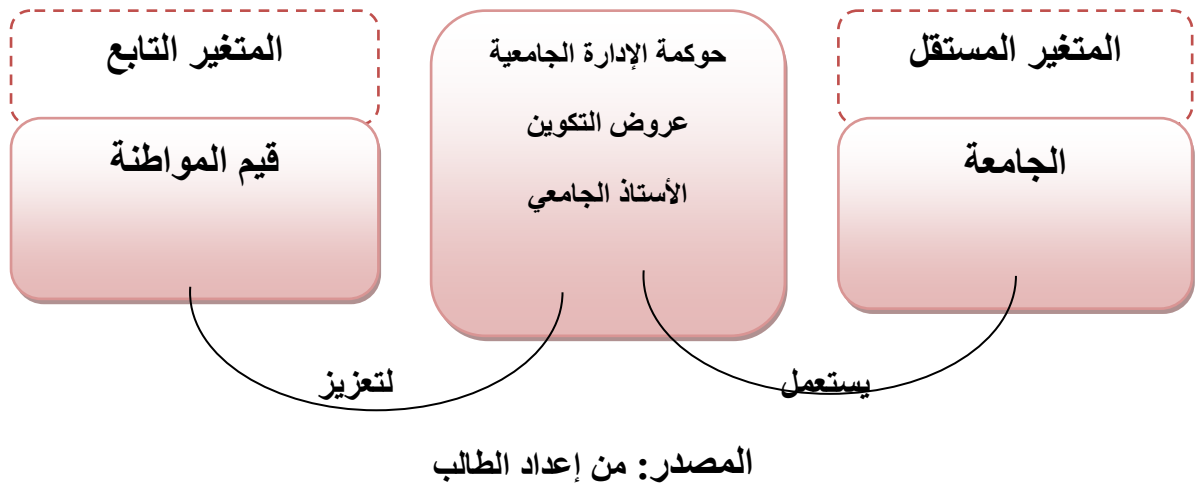 المتغير المستقل
الجامعة
حوكمة الإدارة الجامعية
عروض التكوين
الأستاذ الجامعي
المتغير التابع
قيم المواطنة
يستعمل
لتعزيز
المصدر: من إعداد الطالب